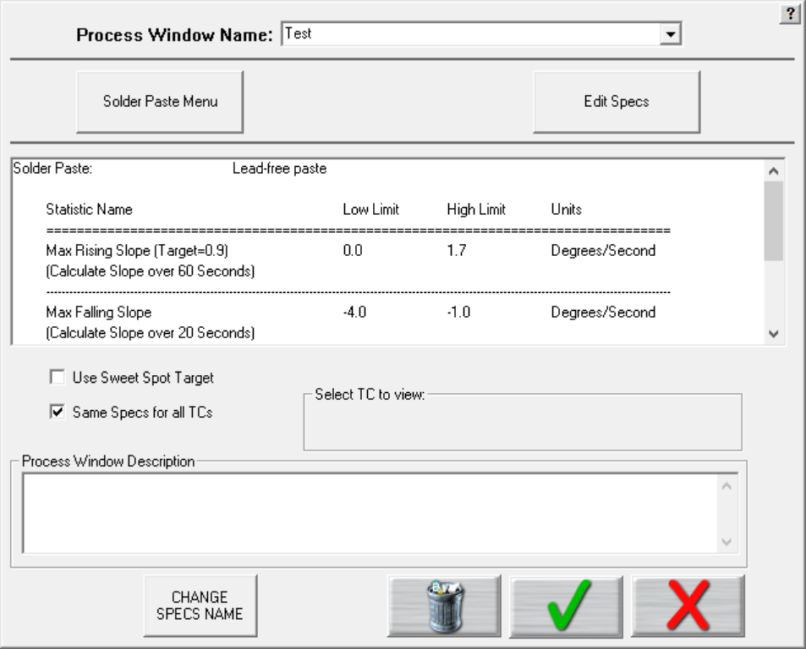 ?
Process Window Name: Test
Solder Paste Menu Edit Specs
Solder Paste: Lead-free paste
Statistic Name Low Limit High Limit Units
================================================================================
Max Rising Slope (Target=0.9) 0.0 1.7 Degrees/Second
(Calculate Slope over 60 Seconds)
--------------------------------------------------------------------------------
Max Falling Slope -4.0 -1.0 Degrees/Second
(Calculate Slope over 20 Seconds)
Use Sweet Spot Target
Select TC to view:
Same Specs for all TCs
Process Window Description
CHANGE
SPECS NAME